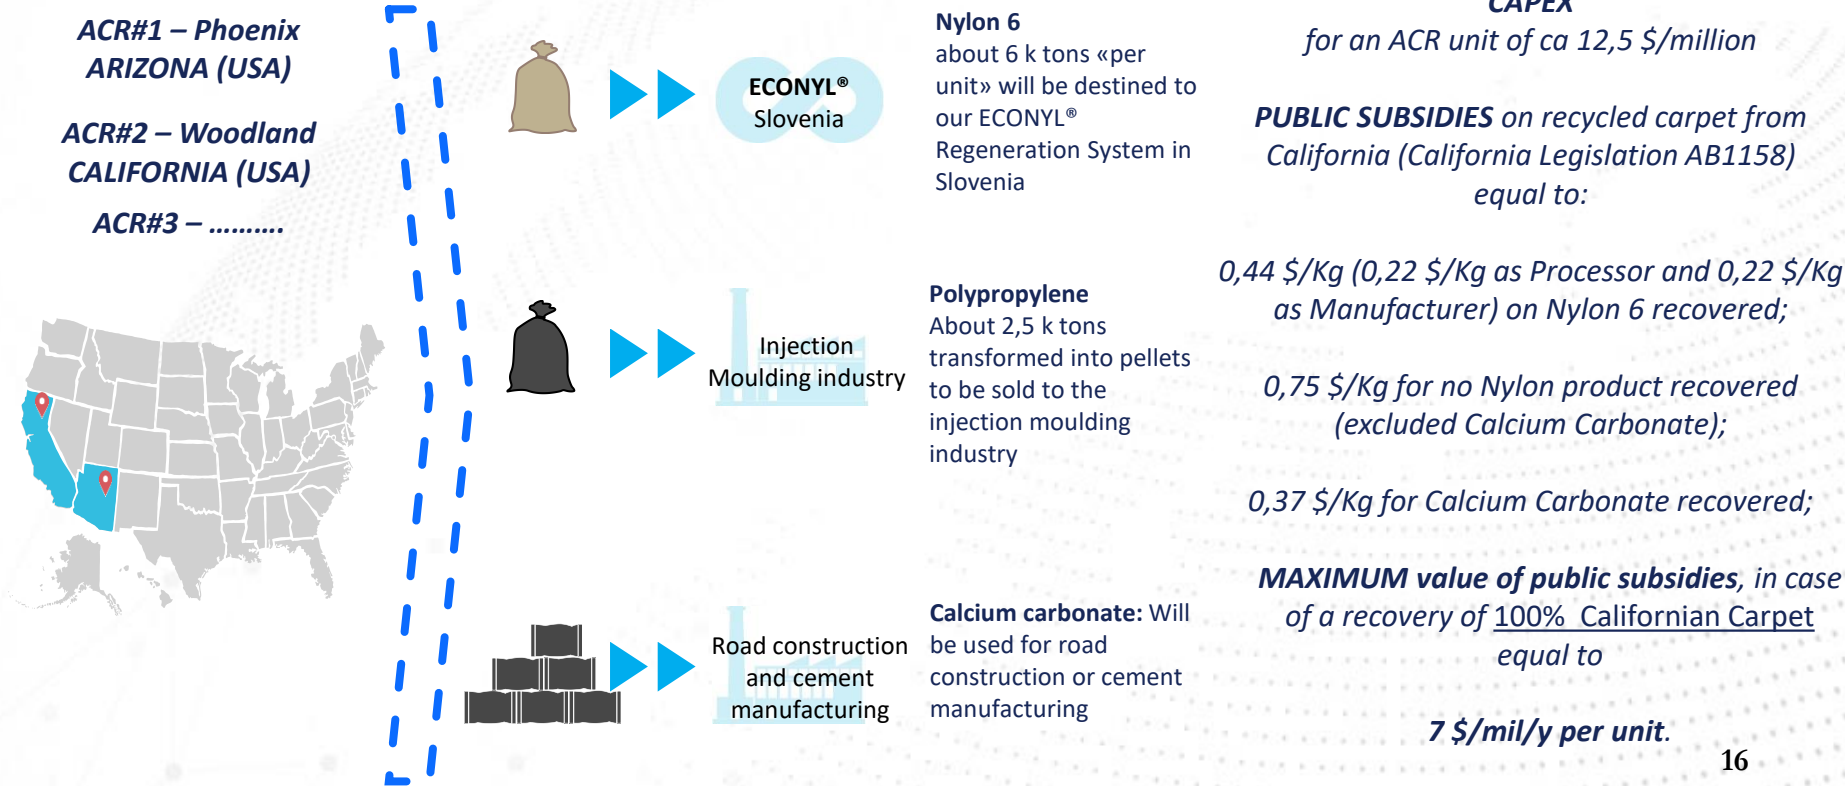 ACR#1 – Phoenix
ARIZONA (USA)
ACR#2 – Woodland
CALIFORNIA (USA)
ACR#3 – ..........
ECONYL®
Slovenia
Nylon 6
about 6 k tons «per
unit» will be destined to
our ECONYL®
Regeneration System in
Slovenia
Injection
Moulding industry
Polypropylene
About 2,5 k tons
transformed into pellets
to be sold to the
injection moulding
industry
Road construction
and cement
manufacturing
Calcium carbonate: Will
be used for road
construction or cement
manufacturing
CAPEX
for an ACR unit of ca 12,5 $/million
PUBLIC SUBSIDIES on recycled carpet from
California (California Legislation AB1158)
equal to:
0,44 $/Kg (0,22 $/Kg as Processor and 0,22 $/Kg
as Manufacturer) on Nylon 6 recovered;
0,75 $/Kg for no Nylon product recovered
(excluded Calcium Carbonate);
0,37 $/Kg for Calcium Carbonate recovered;
MAXIMUM value of public subsidies, in case
of a recovery of 100% Californian Carpet
equal to
7 $/mil/y per unit.
16